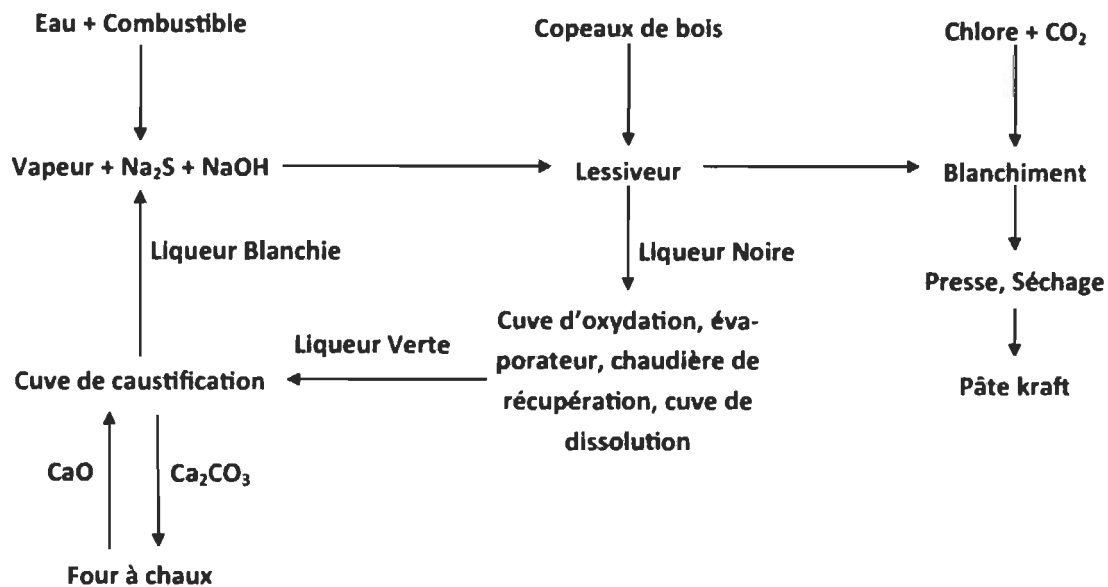 Eau + Combustible
Copeaux de bois
Chlore + CO₂
Vapeur + Na₂S + NaOH
Lessiveur
Blanchiment
Liqueur Blanchie
Liqueur Noire
Presse, Séchage
Cuve d'oxydation, éva-
porateur, chaudière de
récupération, cuve de
dissolution
Liqueur Verte
Cuve de caustification
Pâte kraft
CaO
Ca₂CO₃
Four à chaux